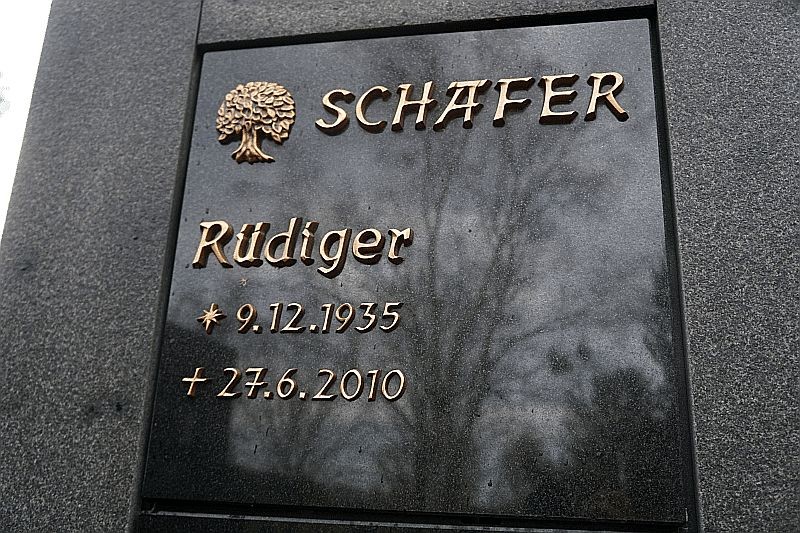 SCHÄFER
Rüdiger
* 9.12.1935
† 27.6.2010